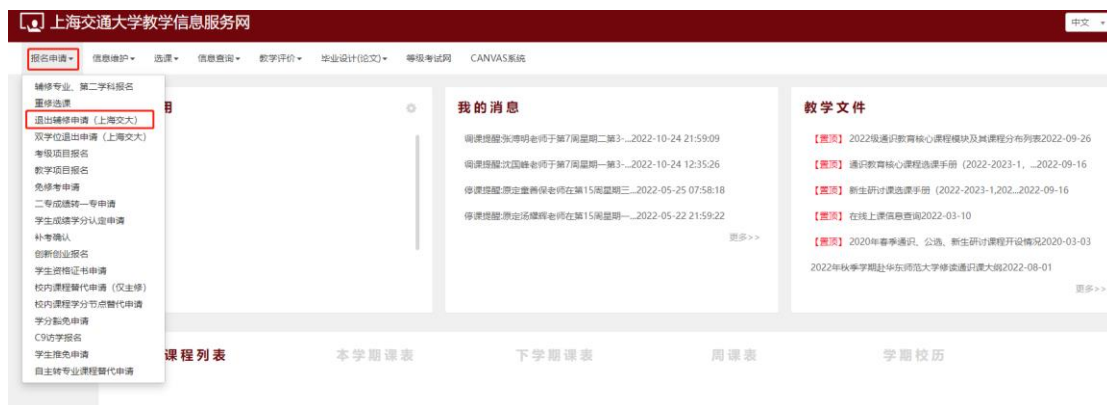 上海交通大学教学信息服务网
中文
报名申请 信息维护 选课 信息查询 教学评价 毕业设计(论文) 等级考试网 CANVAS系统
辅修专业、第二学科报名
重修选课
退出辅修申请（上海交大）
双学位退出申请（上海交大）
考级项目报名
教学项目报名
免修考申请
二专成绩转一专申请
学生成绩学分认定申请
补考确认
创新创业报名
学生资格证书申请
校内课程替代申请（仅主修）
校内课程学分节点替代申请
学分豁免申请
C9访学报名
学生推免申请
自主转专业课程替代申请
用
我的消息
调课提醒:张博明老师于第7周星期二第3-...2022-10-24 21:59:09
调课提醒:沈国峰老师于第7周星期一第3-...2022-10-24 12:35:26
停课提醒:原定童善保老师在第15周星期三...2022-05-25 07:58:18
停课提醒:原定汤耀辉老师在第15周星期一...2022-05-22 21:59:22
更多>>
教学文件
【置顶】2022级通识教育核心课程模块及其课程分布列表2022-09-26
【置顶】通识教育核心课程选课手册（2022-2023-1，...2022-09-16
【置顶】新生研讨课选课手册（2022-2023-1,202...2022-09-16
【置顶】在线上课信息查询2022-03-10
【置顶】2020年春季通识、公选、新生研讨课程开设情况2020-03-03
2022年秋季学期赴华东师范大学修读通识课大纲2022-08-01
更多>>
课程列表 本学期课表 下学期课表 周课表 学期校历